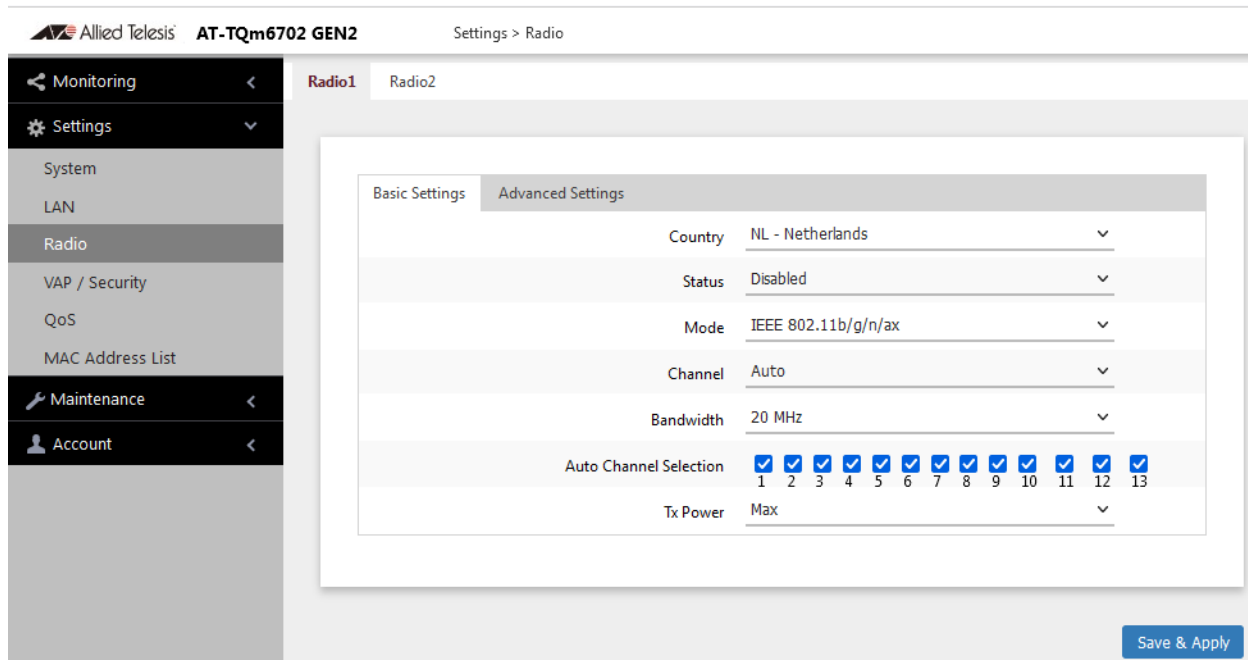 Allied Telesis AT-TQm6702 GEN2 Settings > Radio
Monitoring
Settings
System
LAN
Radio
VAP / Security
QoS
MAC Address List
Maintenance
Account
Radio1 Radio2
Basic Settings Advanced Settings
Country NL - Netherlands
Status Disabled
Mode IEEE 802.11b/g/n/ax
Channel Auto
Bandwidth 20 MHz
Auto Channel Selection
1 2 3 4 5 6 7 8 9 10 11 12 13
Tx Power Max
Save & Apply